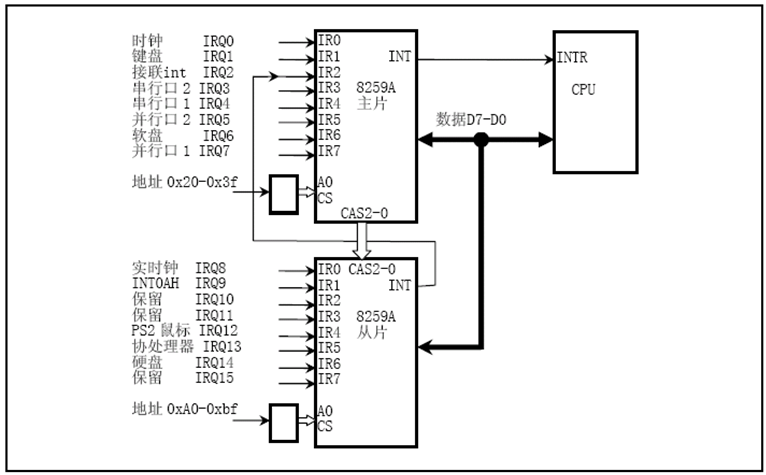 时钟 IRQ0 IR0
键盘 IRQ1 IR1 INT INTR
接联int IRQ2 IR2
串行口 2 IRQ3 IR3 8259A CPU
串行口 1 IRQ4 IR4 主片
并行口 2 IRQ5 IR5 数据D7-D0
软盘 IRQ6 IR6
并行口 1 IRQ7 IR7
地址 0x20-0x3f A0
CS
CAS2-0
实时钟 IRQ8 IR0 CAS2-0
INT0AH IRQ9 IR1 INT
保留 IRQ10 IR2
保留 IRQ11 IR3 8259A
PS2 鼠标 IRQ12 IR4 从片
协处理器 IRQ13 IR5
硬盘 IRQ14 IR6
保留 IRQ15 IR7
地址 0xA0-0xbf A0
CS